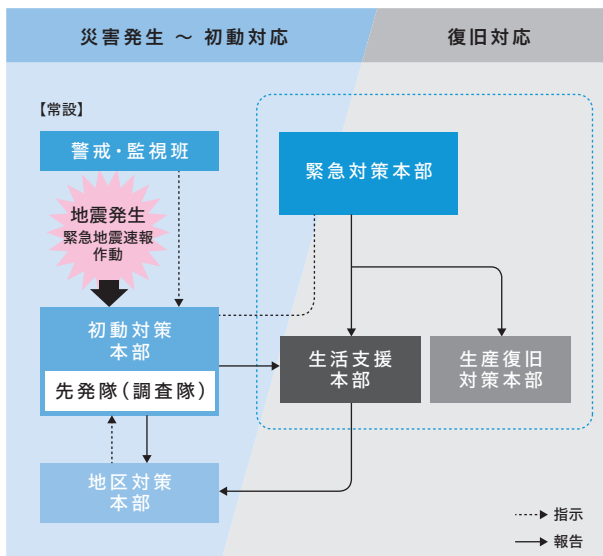 災害発生 ～ 初動対応
復旧対応
【常設】
警戒・監視班
地震発生
緊急地震速報
作動
初動対策
本部
先発隊（調査隊）
地区対策
本部
緊急対策本部
生活支援
本部
生産復旧
対策本部
指示
報告